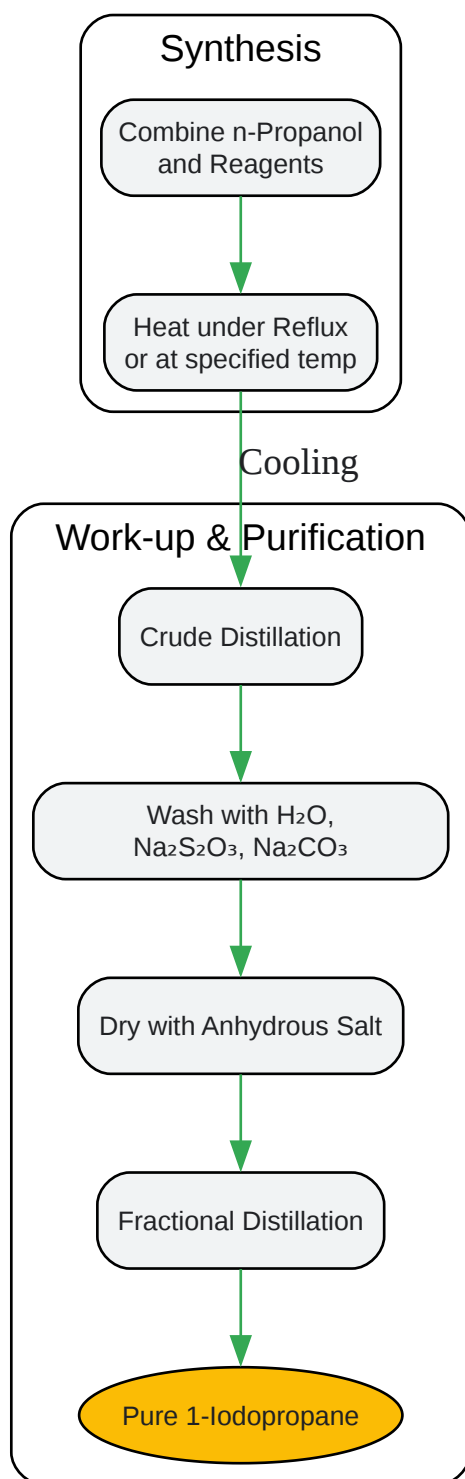 Synthesis
Combine n-Propanol
and Reagents
Heat under Reflux
or at specified temp
Cooling
Work-up & Purification
Crude Distillation
Wash with H₂O,
Na₂S₂O₃, Na₂CO₃
Dry with Anhydrous Salt
Fractional Distillation
Pure 1-Iodopropane